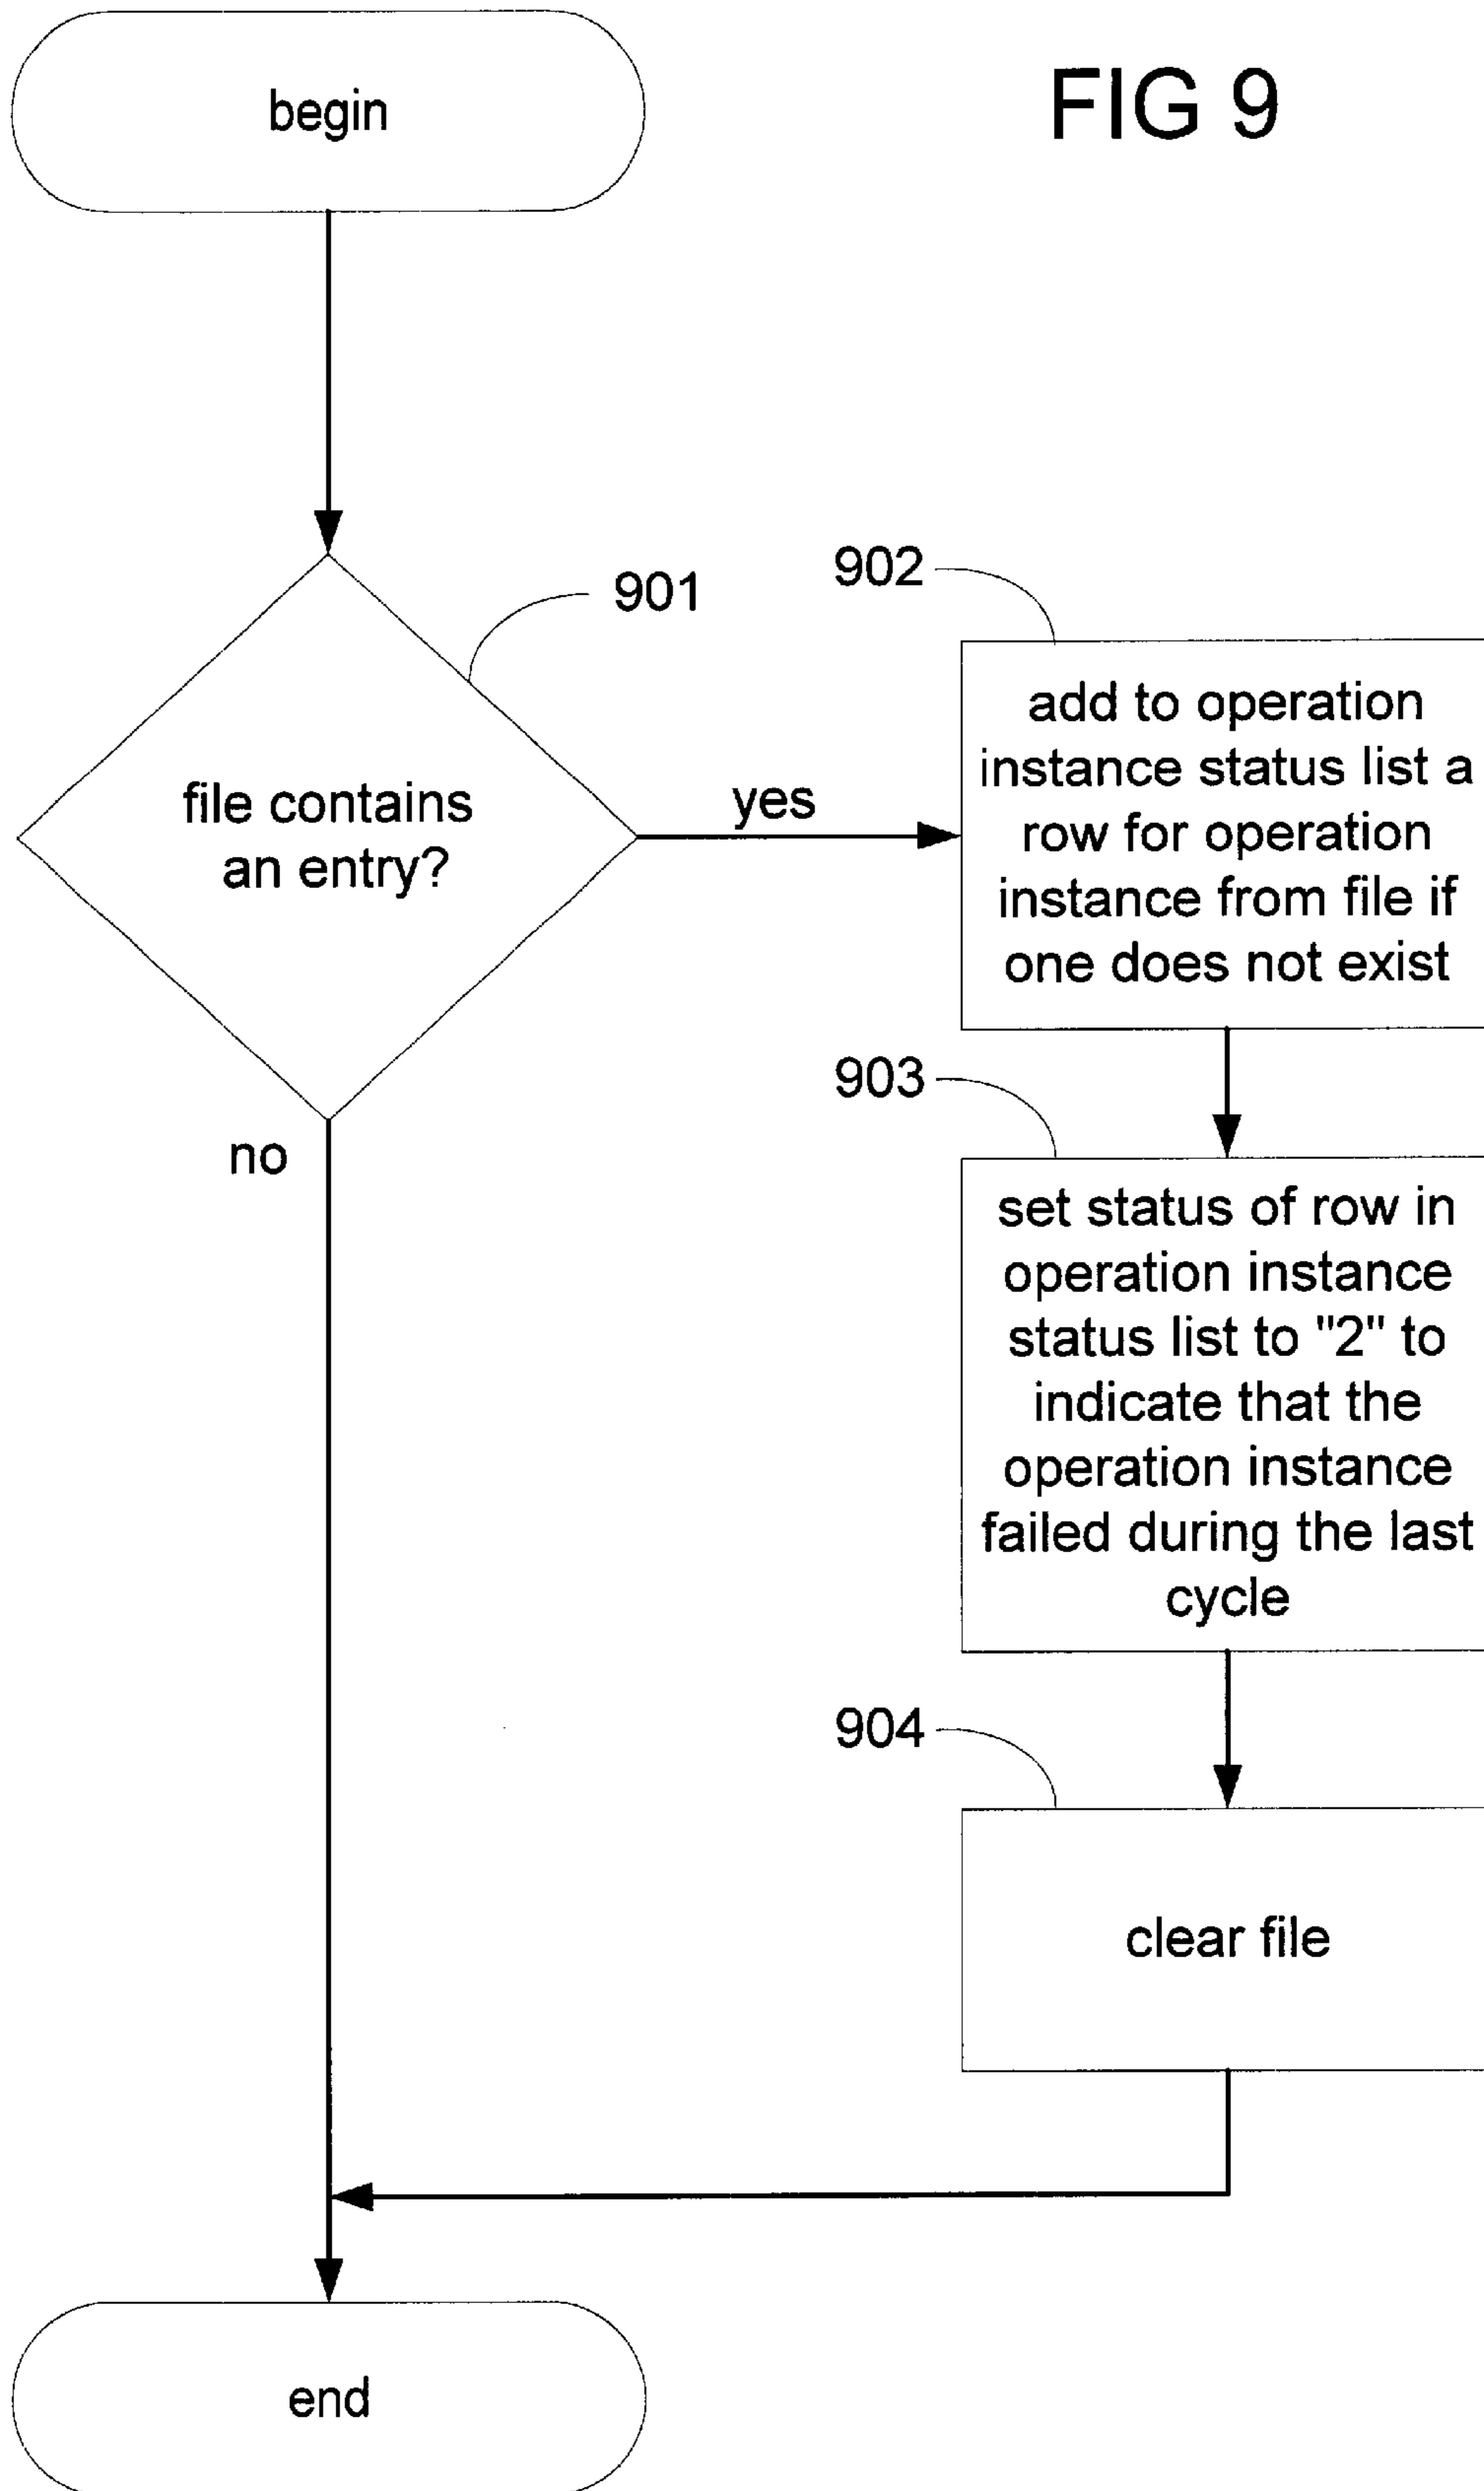 FIG 9
begin
901
file contains
an entry?
yes
no
902
add to operation
instance status list a
row for operation
instance from file if
one does not exist
903
set status of row in
operation instance
status list to "2" to
indicate that the
operation instance
failed during the last
cycle
904
clear file
end